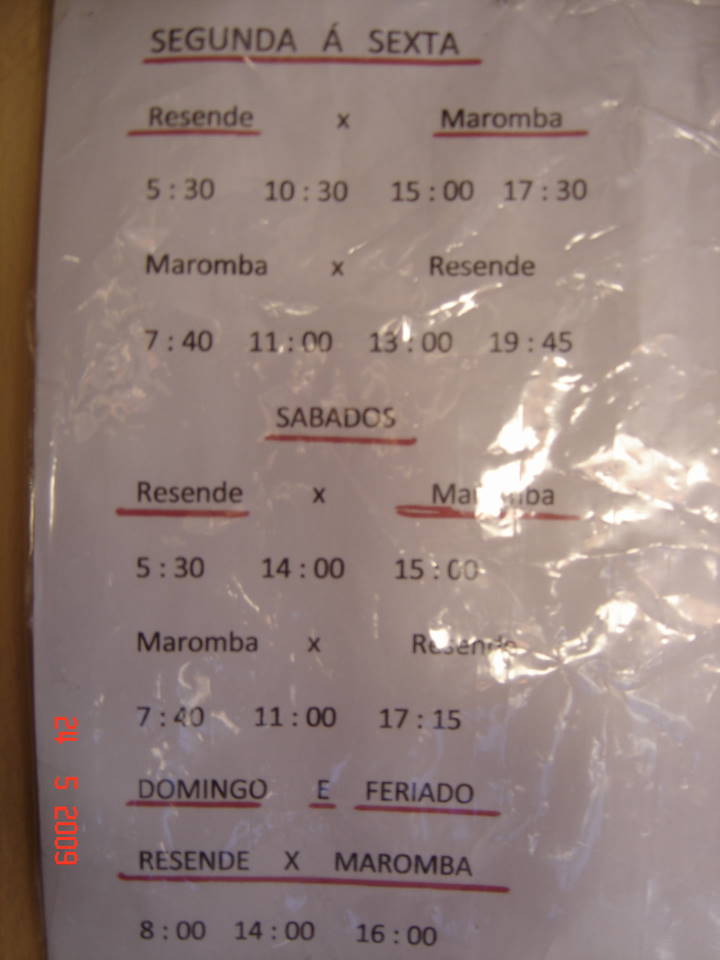 SEGUNDA Á SEXTA
Resende x Maromba
5 : 30 10 : 30 15 : 00 17 : 30
Maromba x Resende
7 : 40 11 : 00 13 : 00 19 : 45
SABADOS
Resende x Maromba
5 : 30 14 : 00 15 : 00
Maromba x Resende
7 : 40 11 : 00 17 : 15
DOMINGO E FERIADO
RESENDE X MAROMBA
8 : 00 14 : 00 16 : 00
24 5 2009